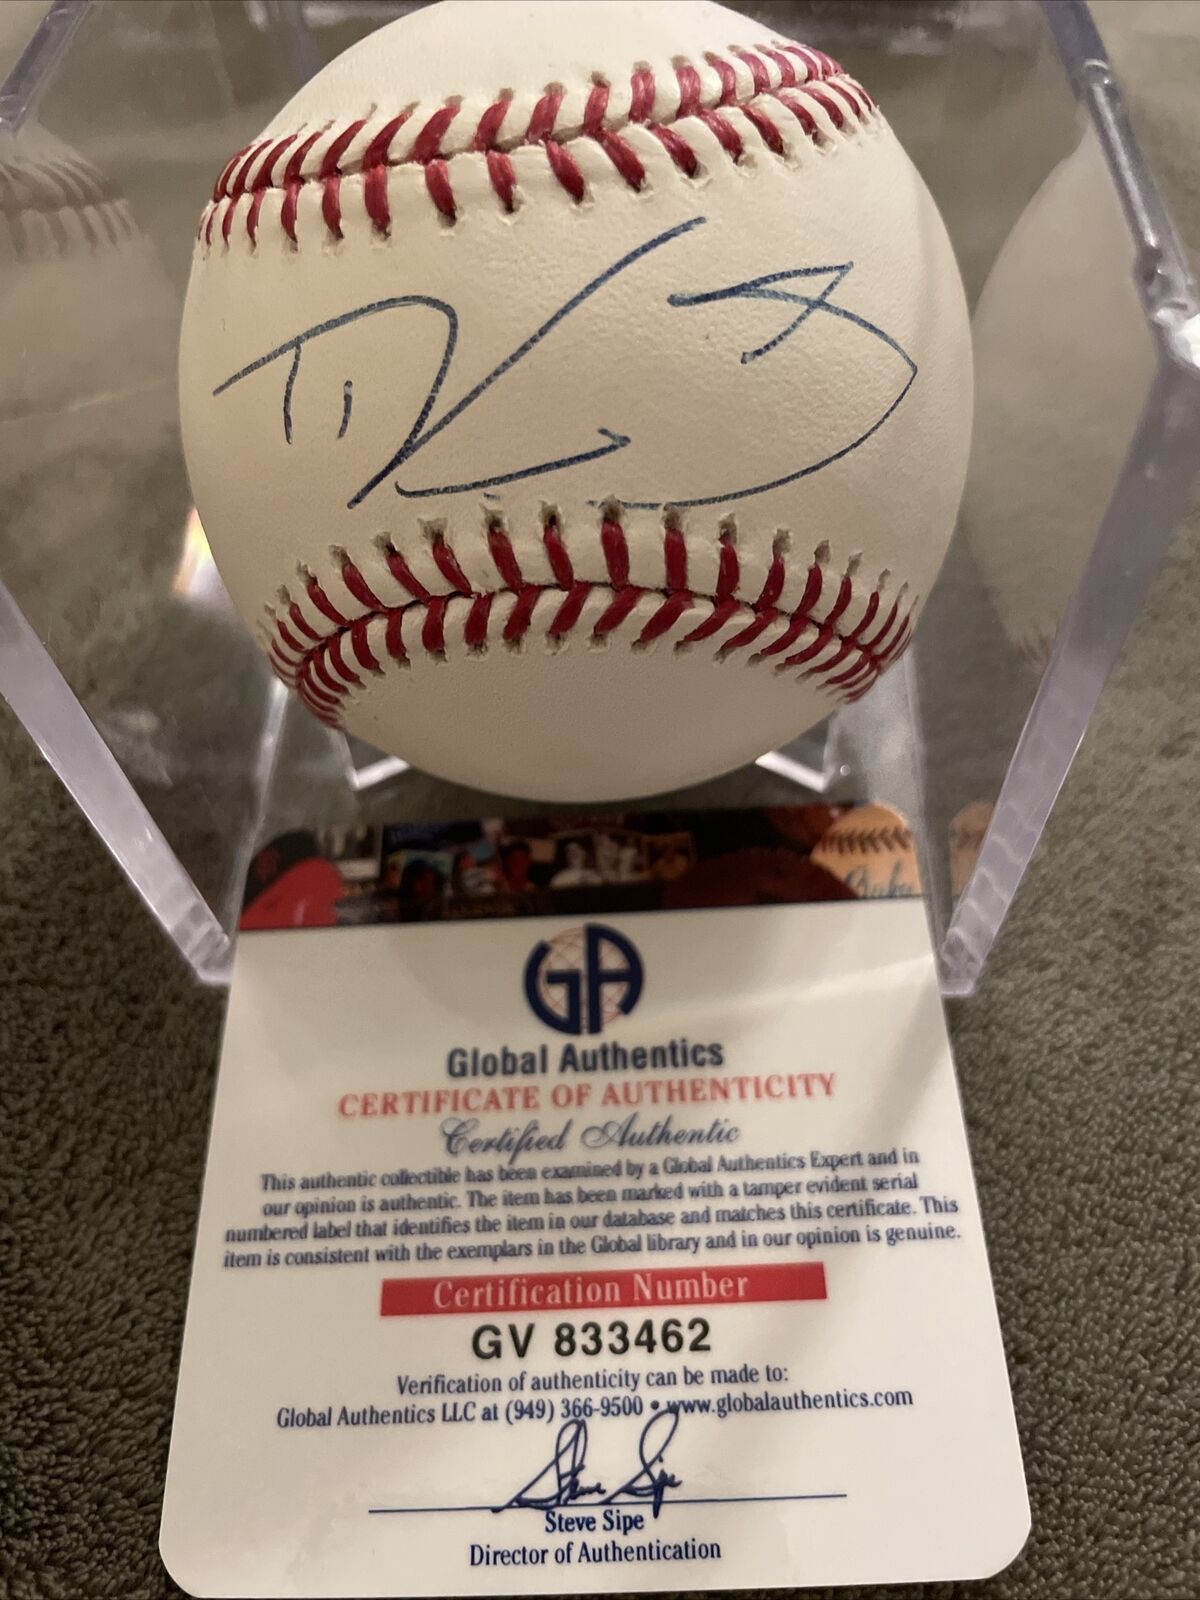 GA
Global Authentics
CERTIFICATE OF AUTHENTICITY
Certified Authentic
This authentic collectible has been examined by a Global Authentics Expert and in
our opinion is authentic. The item has been marked with a tamper evident serial
numbered label that identifies the item in our database and matches this certificate. This
item is consistent with the exemplars in the Global library and in our opinion is genuine.
Certification Number
GV 833462
Verification of authenticity can be made to:
Global Authentics LLC at (949) 366-9500 • www.globalauthentics.com
Steve Sipe
Steve Sipe
Director of Authentication